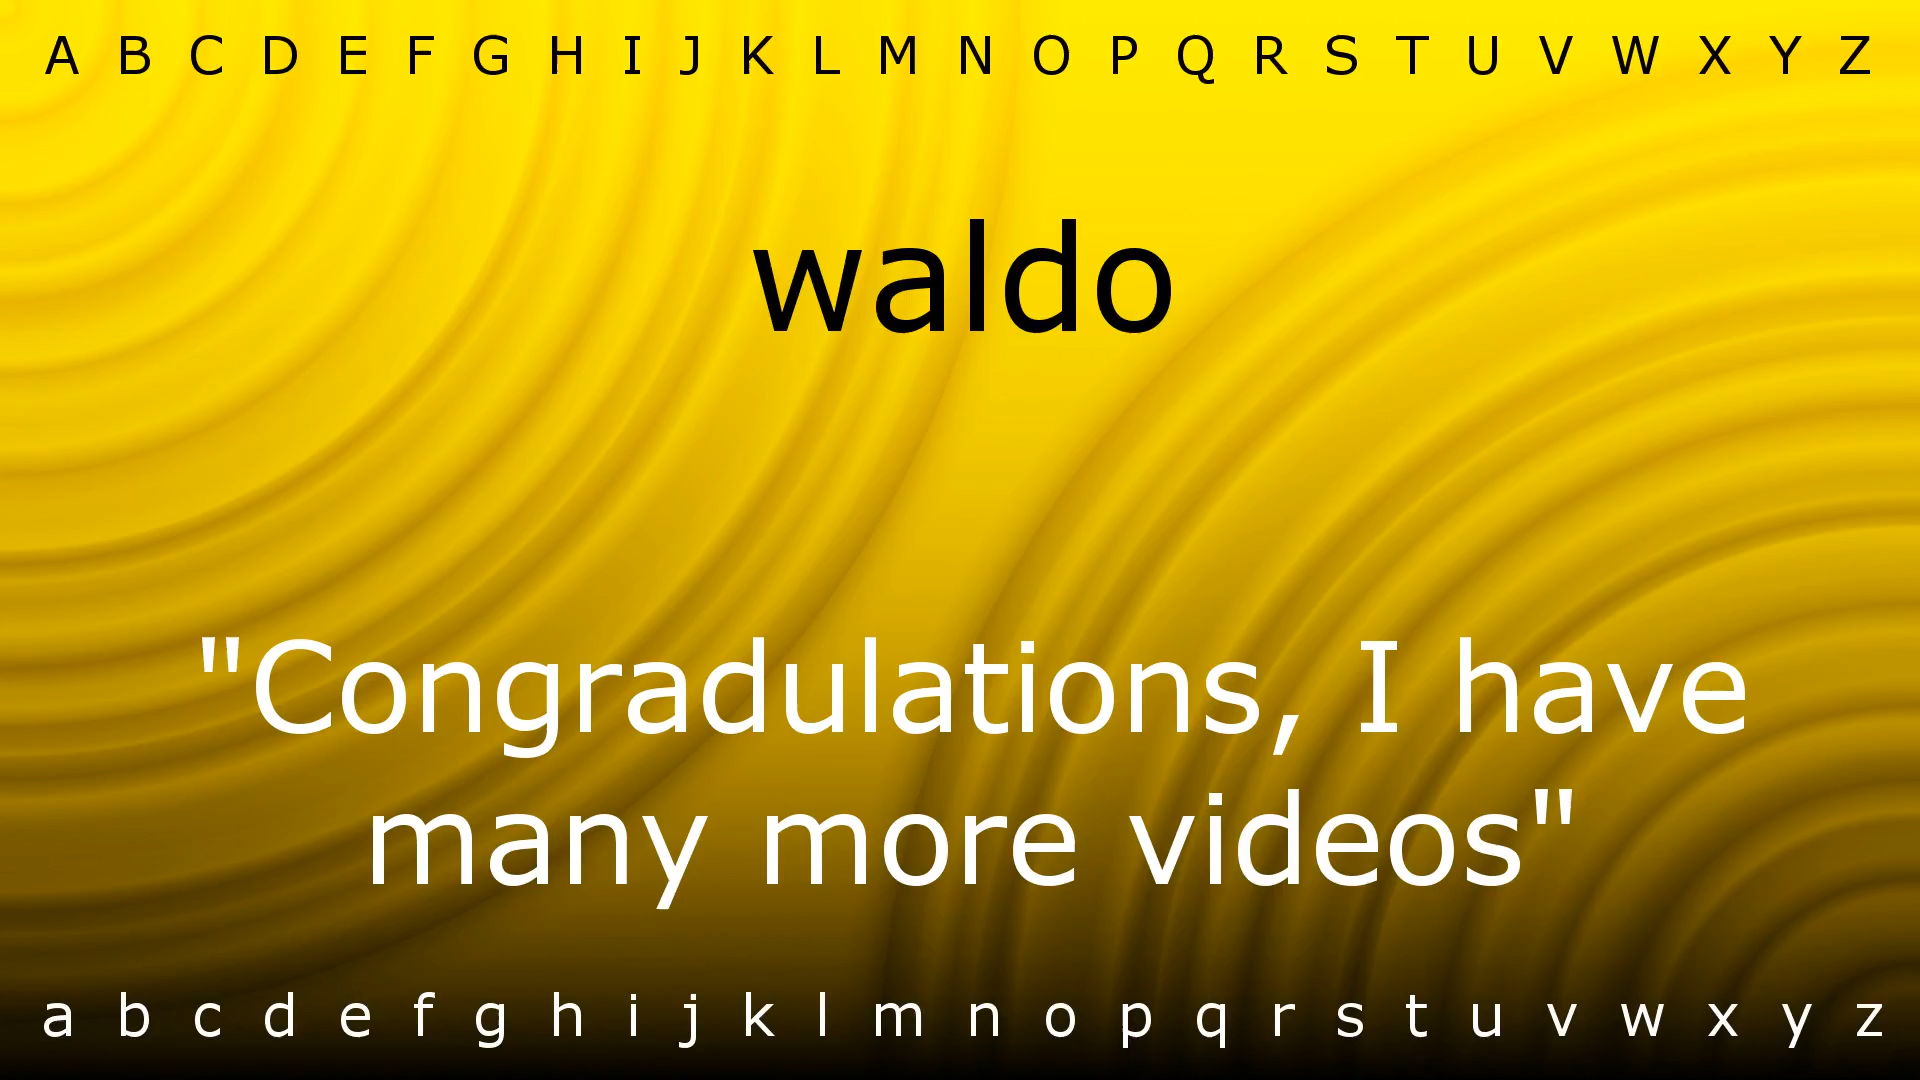 A B C D E F G H I J K L M N O P Q R S T U V W X Y Z
waldo
"Congradulations, I have
many more videos"
a b c d e f g h i j k l m n o p q r s t u v w x y z